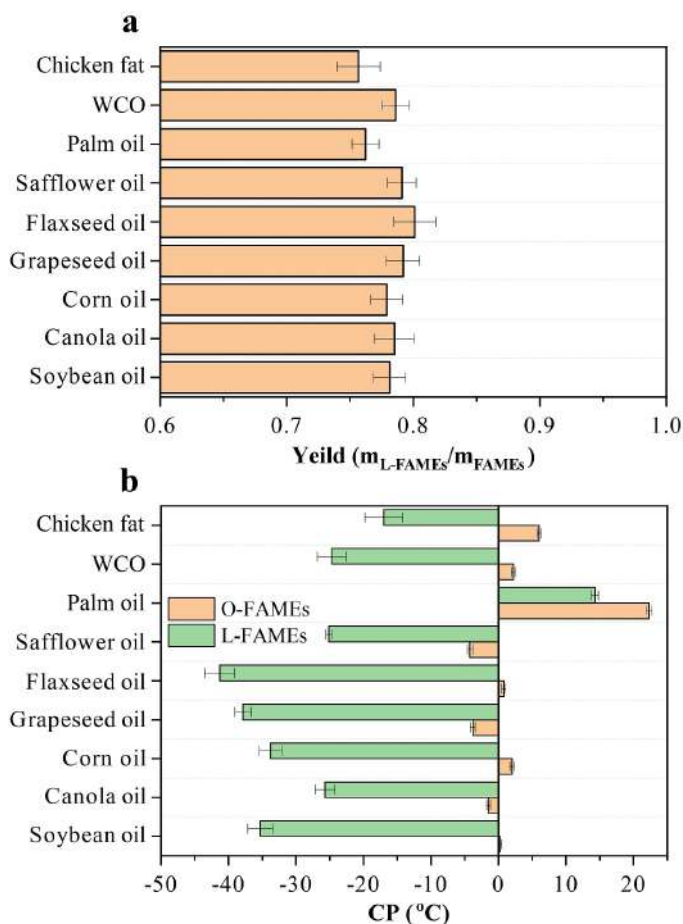 a
Chicken fat
WCO
Palm oil
Safflower oil
Flaxseed oil
Grapeseed oil
Corn oil
Canola oil
Soybean oil
0.6 0.7 0.8 0.9 1.0
Yeild (mL-FAMEs/mFAMEs)
b
Chicken fat
WCO
Palm oil
O-FAMEs
L-FAMEs
Safflower oil
Flaxseed oil
Grapeseed oil
Corn oil
Canola oil
Soybean oil
-50 -40 -30 -20 -10 0 10 20
CP (°C)